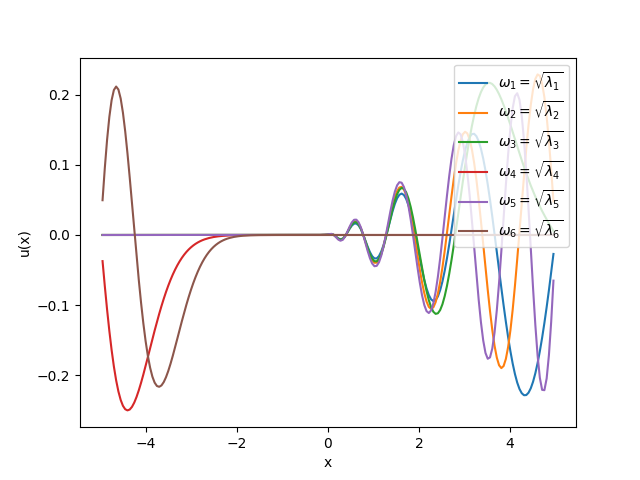 0.2
0.1
0.0
−0.1
−0.2
u(x)
−4
−2
0
2
4
x
ω₁ = √λ₁
ω₂ = √λ₂
ω₃ = √λ₃
ω₄ = √λ₄
ω₅ = √λ₅
ω₆ = √λ₆